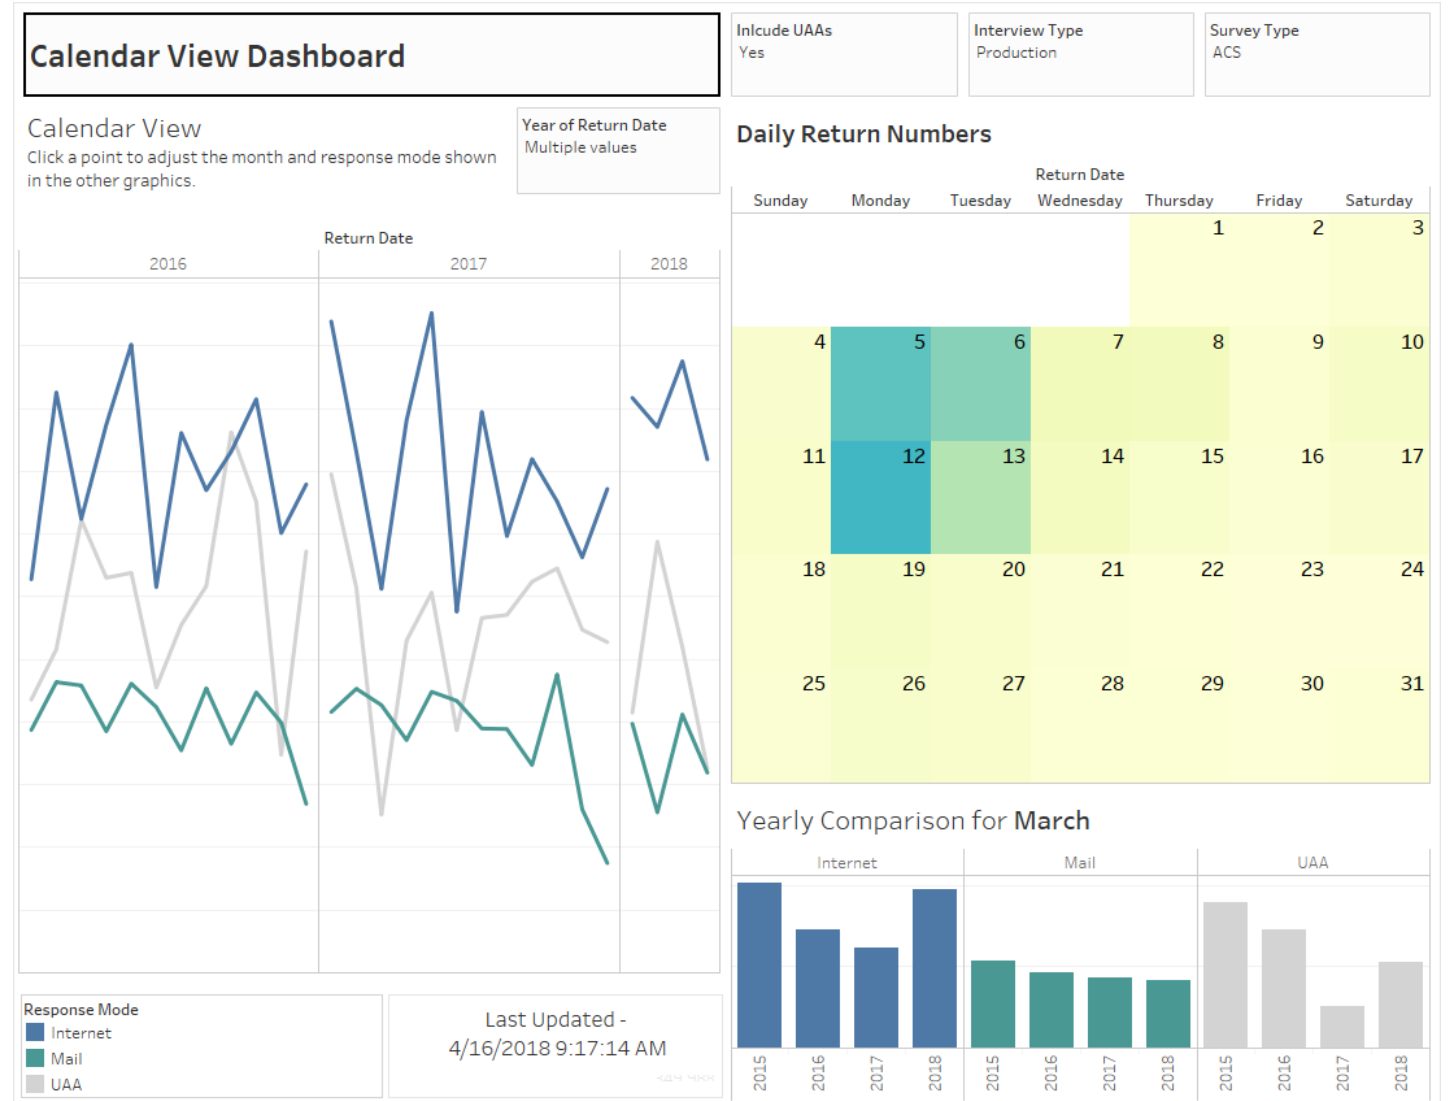 Calendar View Dashboard
Inlcude UAAs
Yes
Interview Type
Production
Survey Type
ACS
Calendar View
Click a point to adjust the month and response mode shown
in the other graphics.
Year of Return Date
Multiple values
Return Date
2016 2017 2018
Response Mode
Internet
Mail
UAA
Last Updated -
4/16/2018 9:17:14 AM
Daily Return Numbers
Return Date
Sunday Monday Tuesday Wednesday Thursday Friday Saturday
1 2 3
4 5 6 7 8 9 10
11 12 13 14 15 16 17
18 19 20 21 22 23 24
25 26 27 28 29 30 31
Yearly Comparison for March
Internet Mail UAA
2015 2016 2017 2018 2015 2016 2017 2018 2015 2016 2017 2018